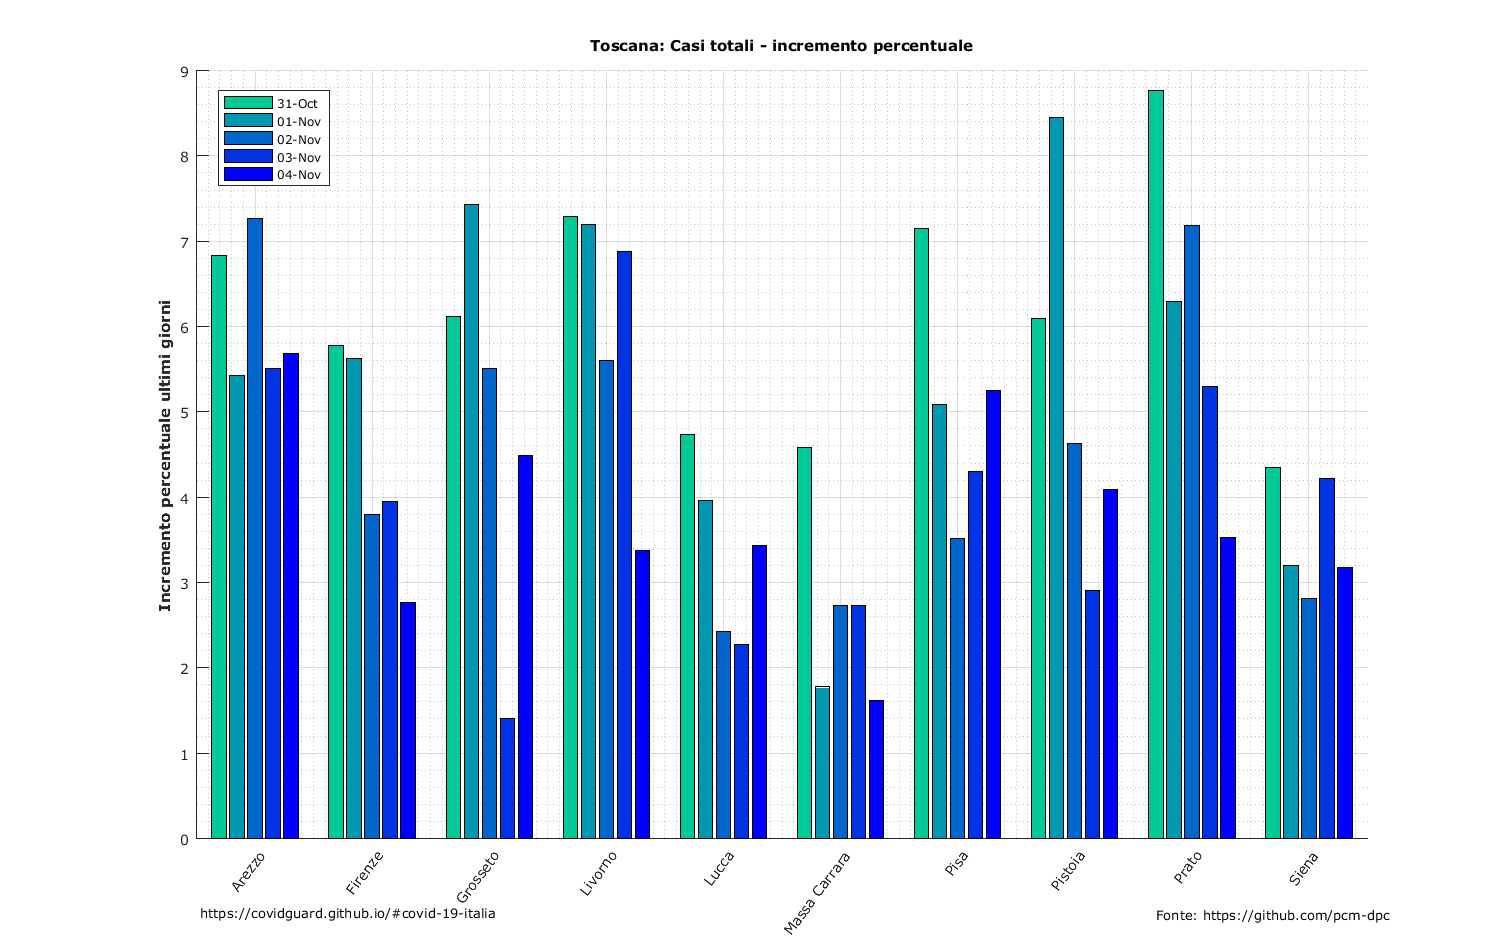 Toscana: Casi totali - incremento percentuale
9
8
7
6
5
4
3
2
1
0
Incremento percentuale ultimi giorni
31-Oct
01-Nov
02-Nov
03-Nov
04-Nov
Arezzo
Firenze
Grosseto
Livorno
Lucca
Massa Carrara
Pisa
Pistoia
Prato
Siena
https://covidguard.github.io/#covid-19-italia
Fonte: https://github.com/pcm-dpc